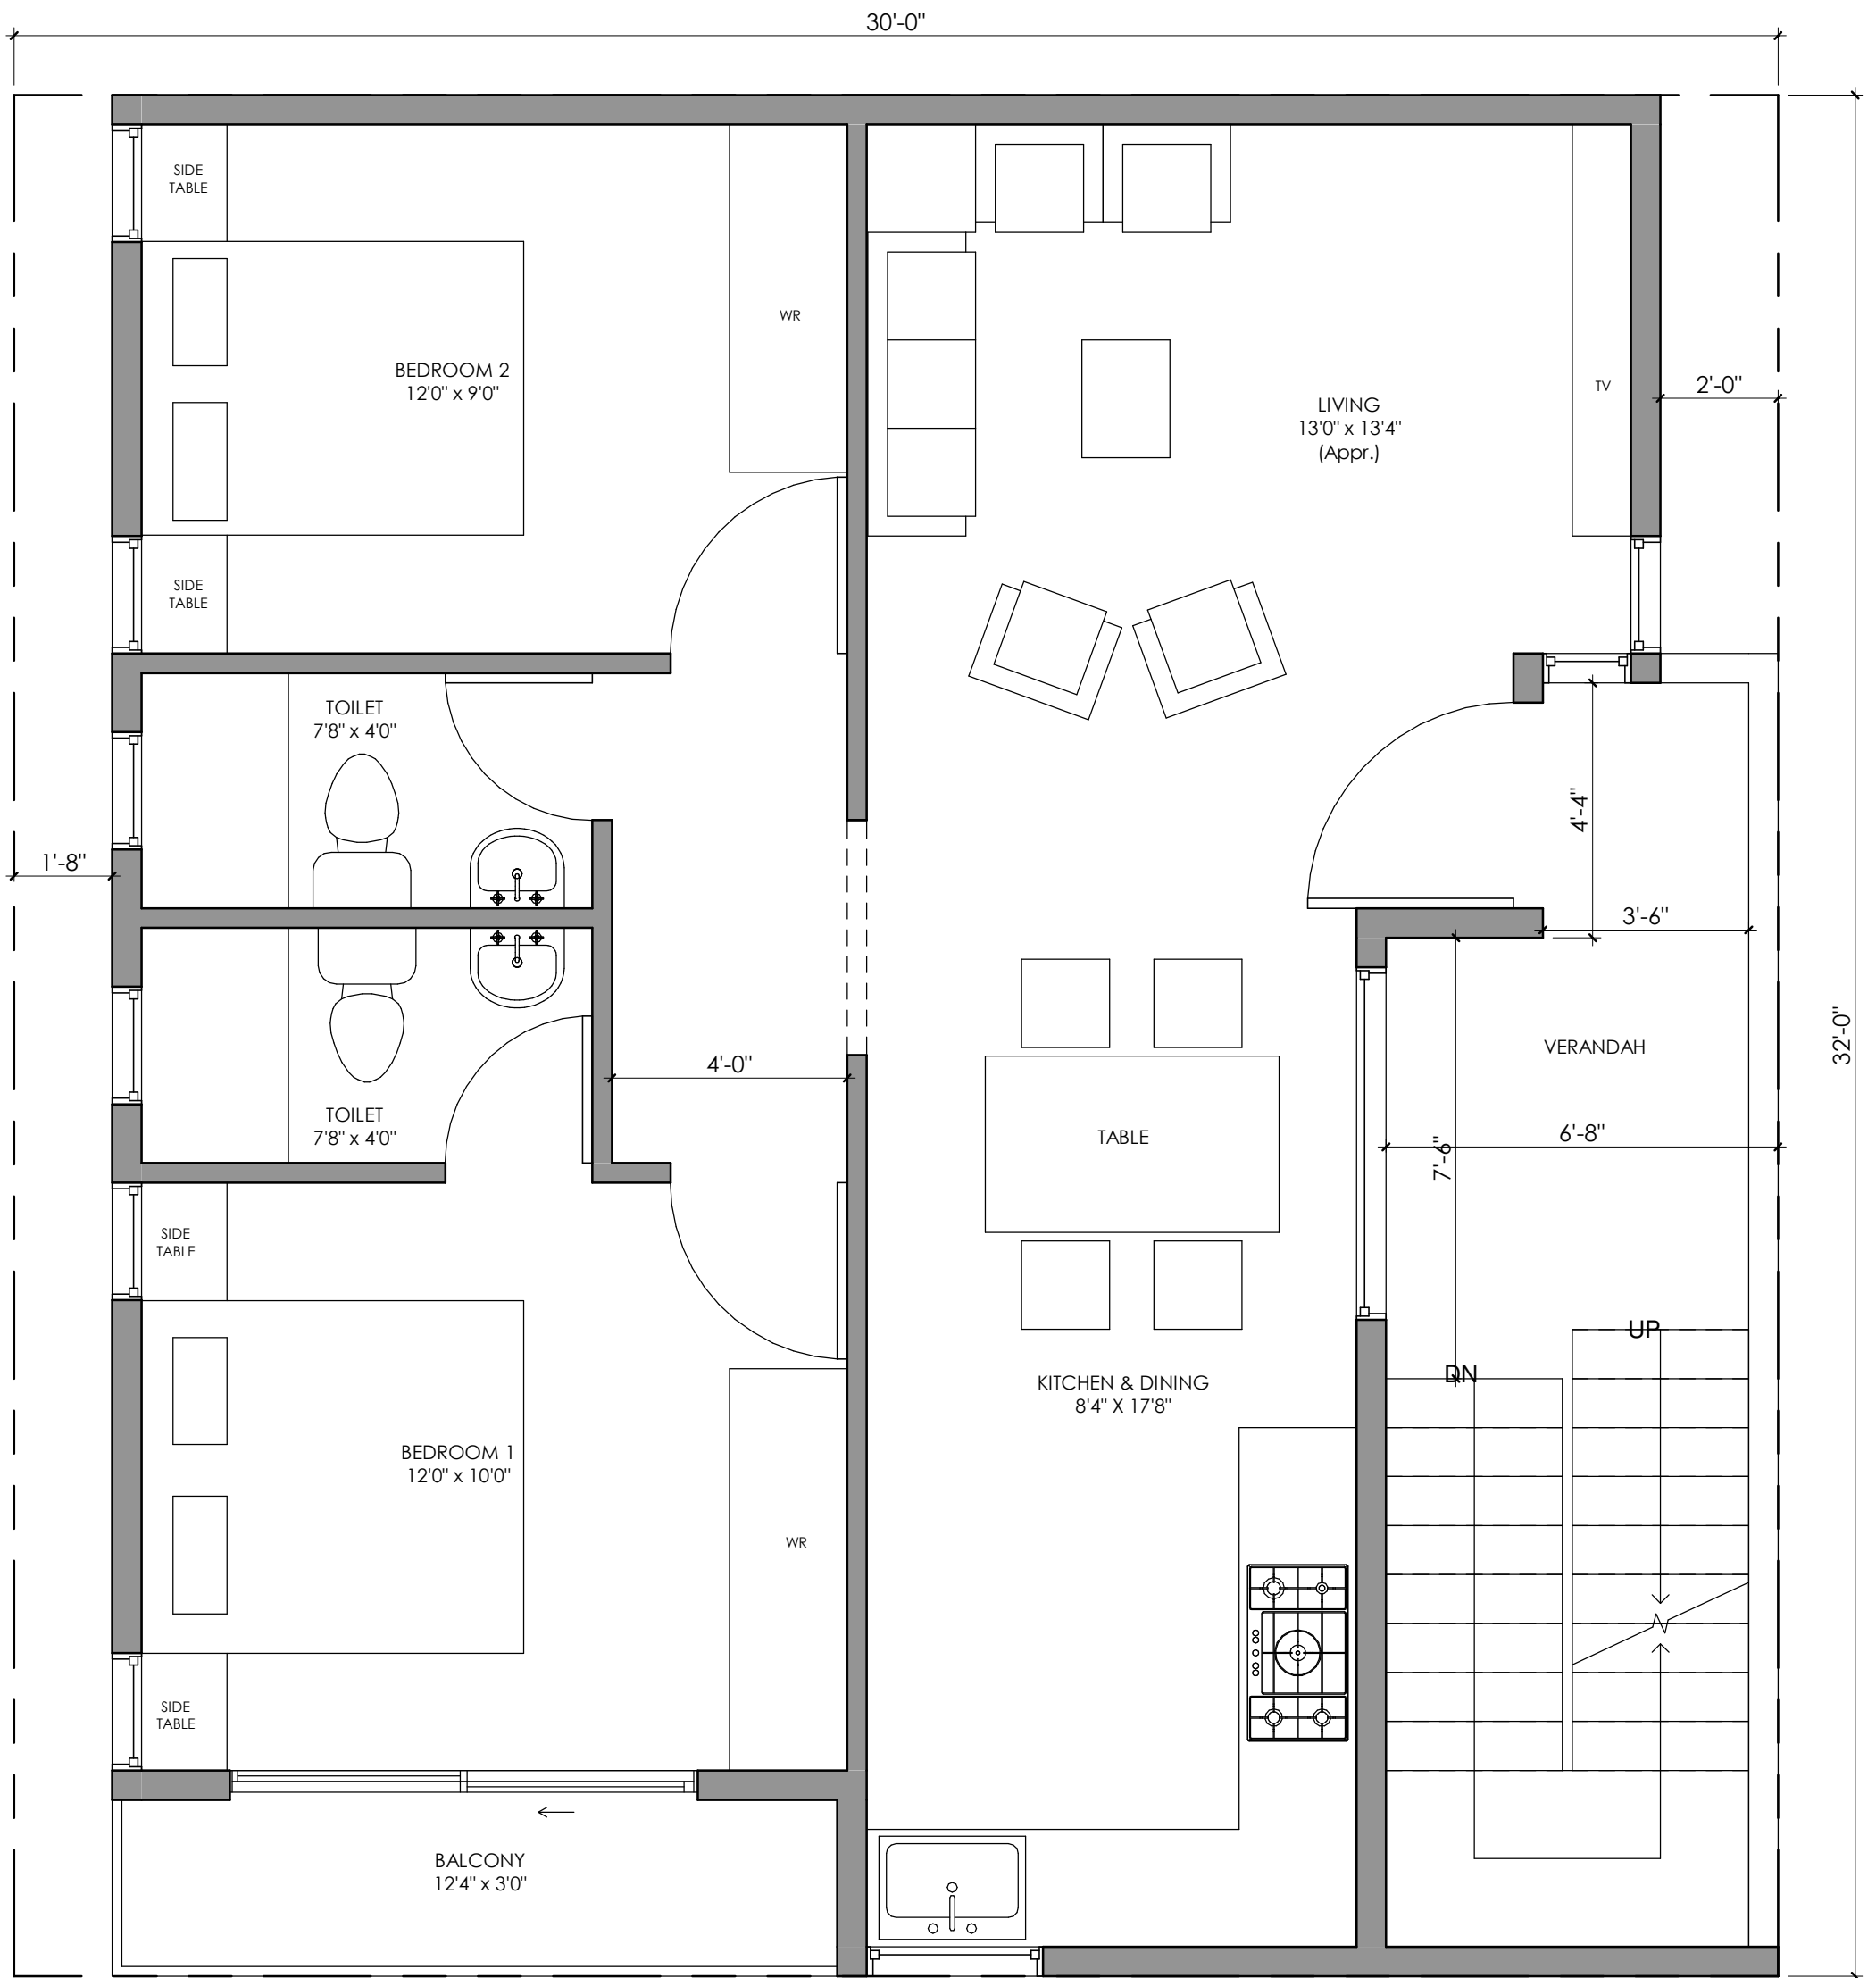 30'-0"
SIDE
TABLE
WR
BEDROOM 2
12'0" x 9'0"
LIVING
13'0" x 13'4"
(Appr.)
TV
2'-0"
SIDE
TABLE
TOILET
7'8" x 4'0"
4'-4"
1'-8"
3'-6"
32'-0"
VERANDAH
4'-0"
TOILET
7'8" x 4'0"
TABLE
6'-8"
7'-6"
SIDE
TABLE
UP
DN
KITCHEN & DINING
8'4" X 17'8"
BEDROOM 1
12'0" x 10'0"
WR
SIDE
TABLE
BALCONY
12'4" x 3'0"